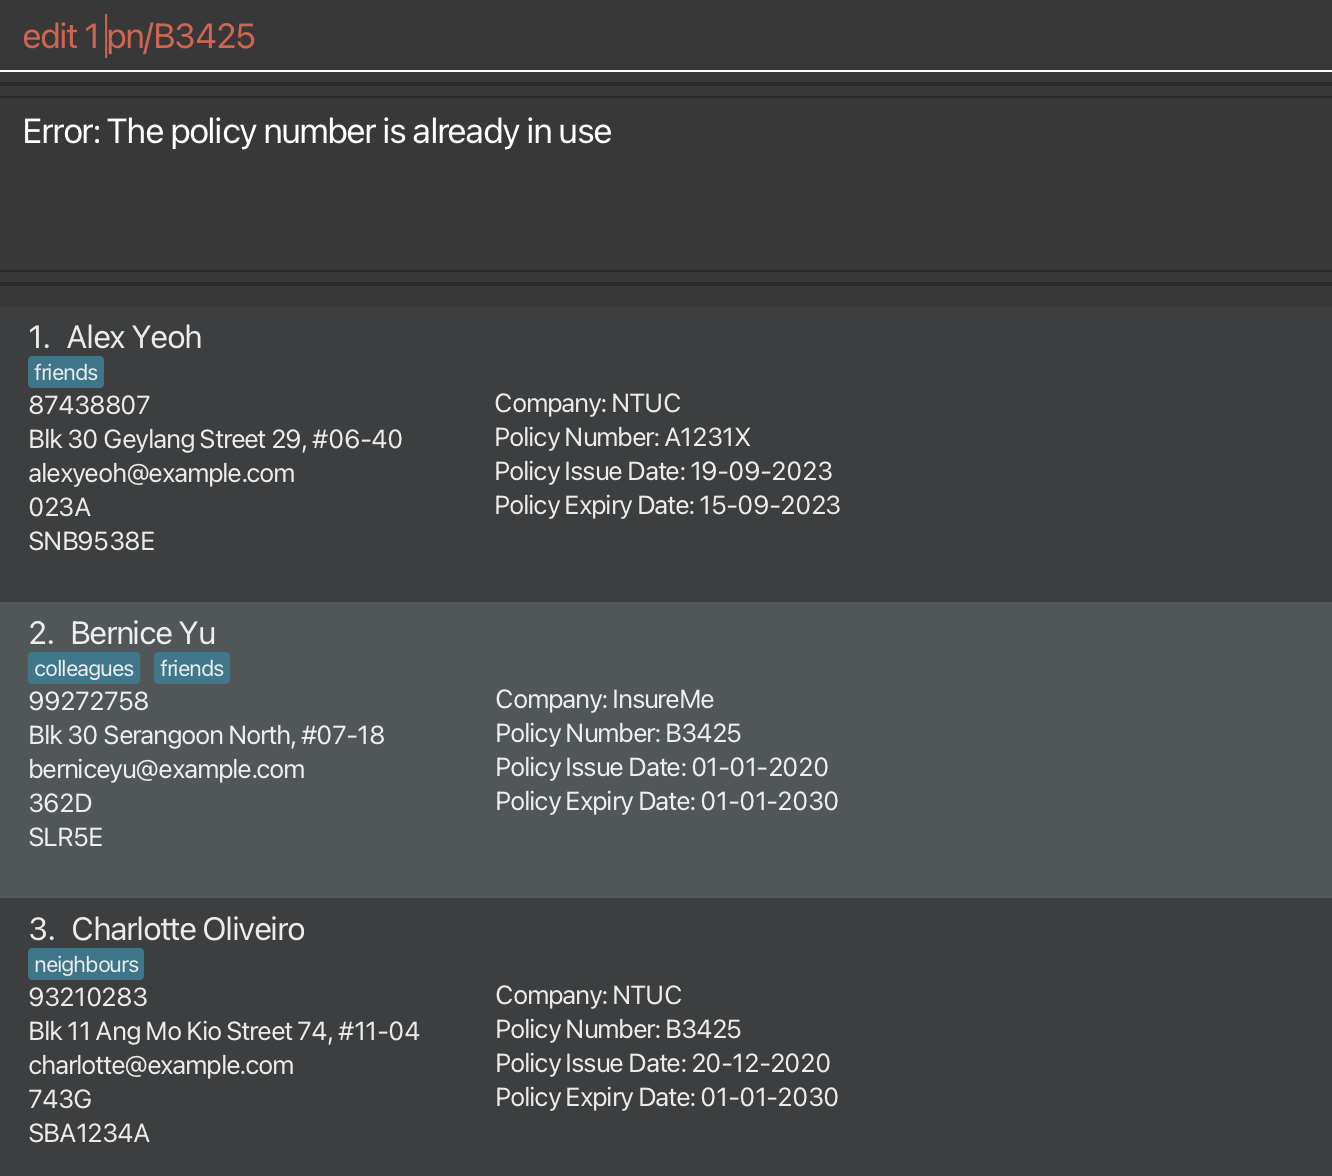 edit 1 pn/B3425
Error: The policy number is already in use
1. Alex Yeoh
friends
87438807
Blk 30 Geylang Street 29, #06-40
alexyeoh@example.com
023A
SNB9538E
Company: NTUC
Policy Number: A1231X
Policy Issue Date: 19-09-2023
Policy Expiry Date: 15-09-2023
2. Bernice Yu
colleagues friends
99272758
Blk 30 Serangoon North, #07-18
berniceyu@example.com
362D
SLR5E
Company: InsureMe
Policy Number: B3425
Policy Issue Date: 01-01-2020
Policy Expiry Date: 01-01-2030
3. Charlotte Oliveiro
neighbours
93210283
Blk 11 Ang Mo Kio Street 74, #11-04
charlotte@example.com
743G
SBA1234A
Company: NTUC
Policy Number: B3425
Policy Issue Date: 20-12-2020
Policy Expiry Date: 01-01-2030